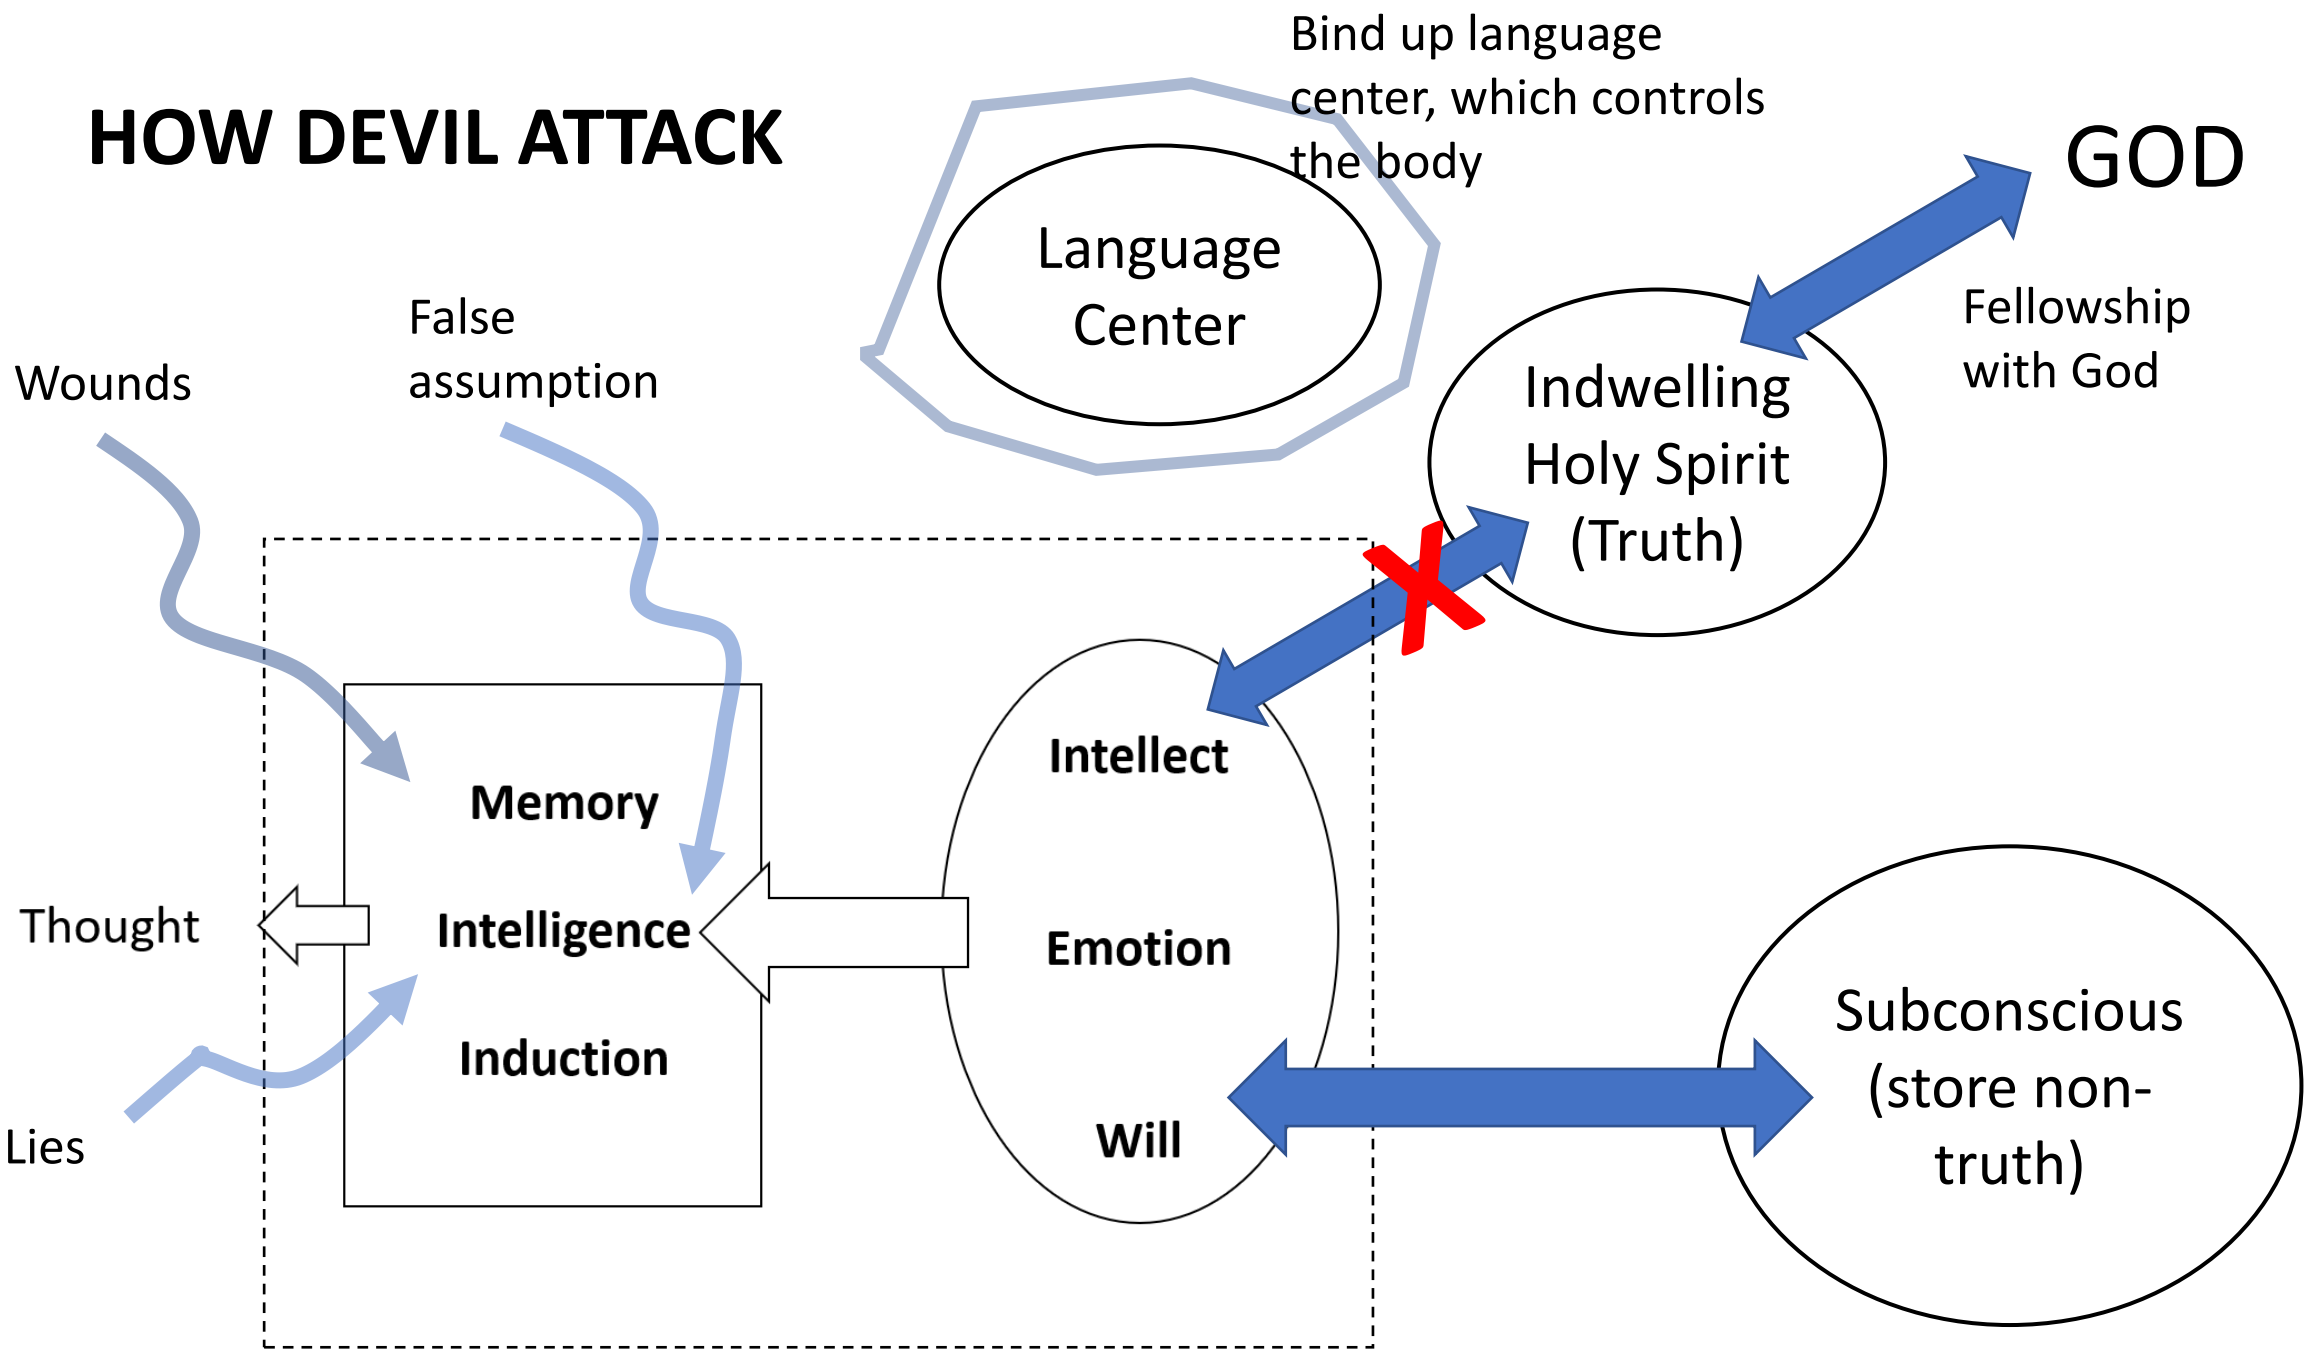 Bind up language
center, which controls
the body
HOW DEVIL ATTACK
GOD
Language
Center
Fellowship
with God
False
assumption
Wounds
Indwelling
Holy Spirit
(Truth)
Memory
Intelligence
Induction
Intellect
Emotion
Will
Thought
Lies
Subconscious
(store non-
truth)